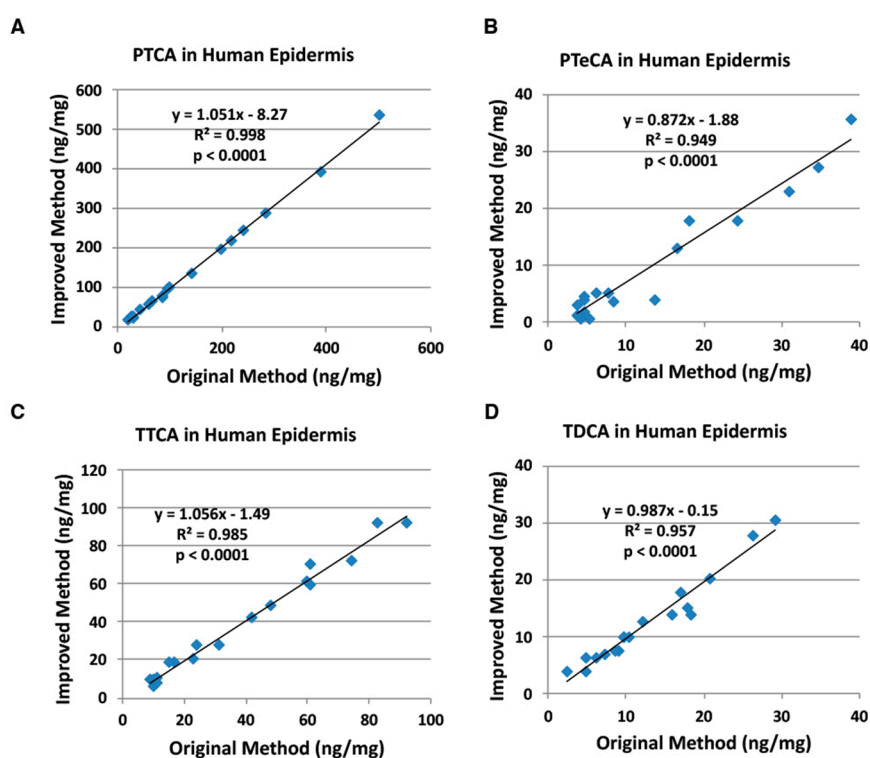 A
PTCA in Human Epidermis
Improved Method (ng/mg)
600
500
400
300
200
100
0
y = 1.051x - 8.27
R² = 0.998
p < 0.0001
0 200 400 600
Original Method (ng/mg)
B
PTeCA in Human Epidermis
Improved Method (ng/mg)
40
30
20
10
0
y = 0.872x - 1.88
R² = 0.949
p < 0.0001
0 10 20 30 40
Original Method (ng/mg)
C
TTCA in Human Epidermis
Improved Method (ng/mg)
120
100
80
60
40
20
0
y = 1.056x - 1.49
R² = 0.985
p < 0.0001
0 20 40 60 80 100
Original Method (ng/mg)
D
TDCA in Human Epidermis
Improved Method (ng/mg)
40
30
20
10
0
y = 0.987x - 0.15
R² = 0.957
p < 0.0001
0 10 20 30 40
Original Method (ng/mg)